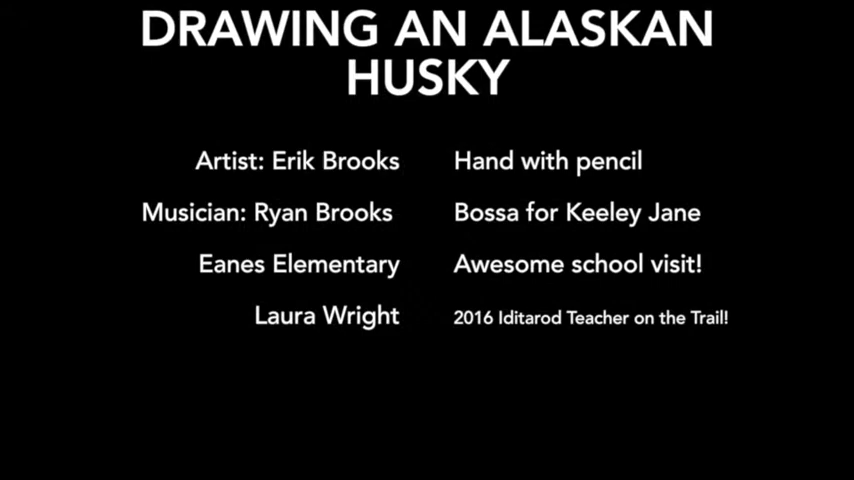 DRAWING AN ALASKAN
HUSKY
Artist: Erik Brooks Hand with pencil
Musician: Ryan Brooks Bossa for Keeley Jane
Eanes Elementary Awesome school visit!
Laura Wright 2016 Iditarod Teacher on the Trail!